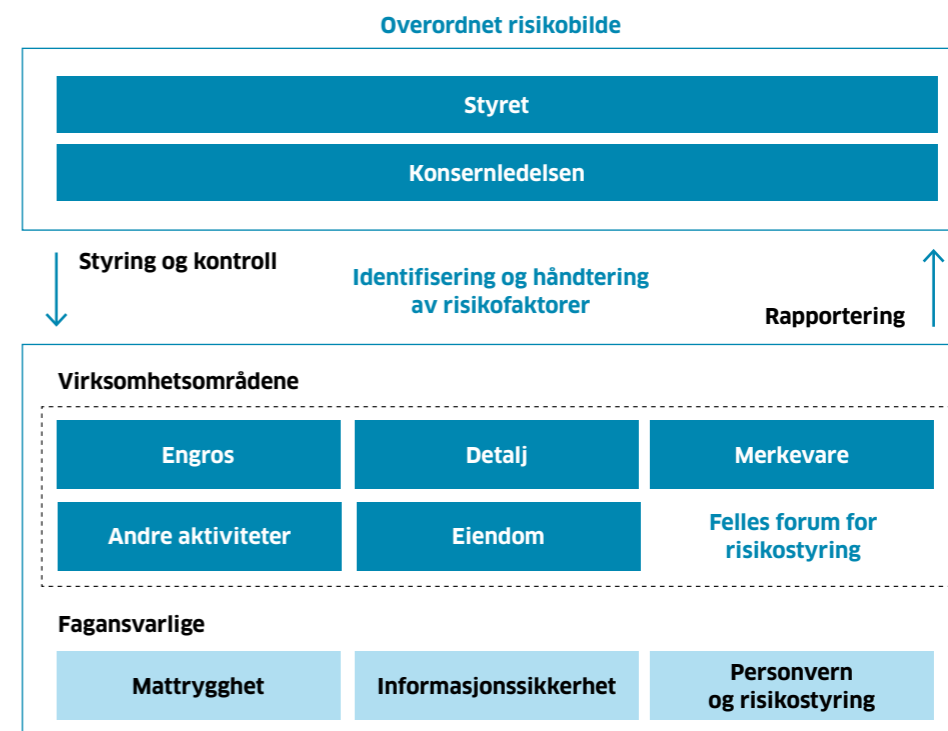 Overordnet risikobilde
Styret
Konsernledelsen
Styring og kontroll
Identifisering og håndtering
av risikofaktorer
Rapportering
Virksomhetsområdene
Engros
Detalj
Merkevare
Andre aktiviteter
Eiendom
Felles forum for
risikostyring
Fagansvarlige
Mattrygghet
Informasjonssikkerhet
Personvern
og risikostyring